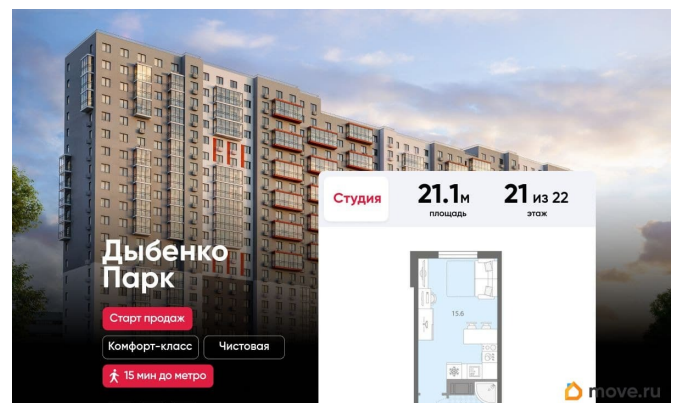 Студия
21.1м
площадь
21 из 22
этаж
Дыбенко
Парк
Старт продаж
Комфорт-класс
Чистовая
15 мин до метро
15.6
move.ru